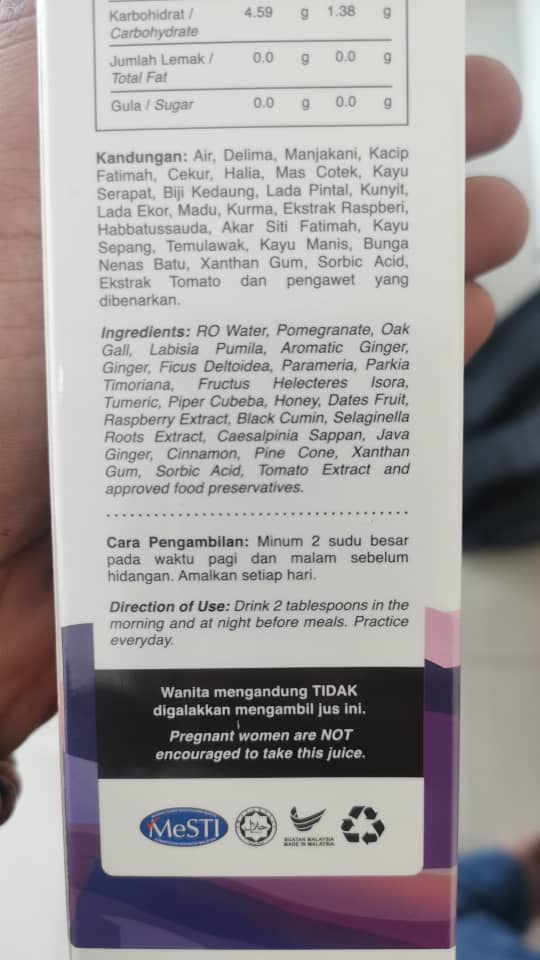 Karbohidrat / 4.59 g 1.38 g
Carbohydrate
Jumlah Lemak / 0.0 g 0.0 g
Total Fat
Gula / Sugar 0.0 g 0.0 g
Kandungan: Air, Delima, Manjakani, Kacip
Fatimah, Cekur, Halia, Mas Cotek, Kayu
Serapat, Biji Kedaung, Lada Pintal, Kunyit,
Lada Ekor, Madu, Kurma, Ekstrak Raspberi,
Habbatussauda, Akar Siti Fatimah, Kayu
Sepang, Temulawak, Kayu Manis, Bunga
Nenas Batu, Xanthan Gum, Sorbic Acid,
Ekstrak Tomato dan pengawet yang
dibenarkan.
Ingredients: RO Water, Pomegranate, Oak
Gall, Labisia Pumila, Aromatic Ginger,
Ginger, Ficus Deltoidea, Parameria, Parkia
Timoriana, Fructus Helecteres Isora,
Tumeric, Piper Cubeba, Honey, Dates Fruit,
Raspberry Extract, Black Cumin, Selaginella
Roots Extract, Caesalpinia Sappan, Java
Ginger, Cinnamon, Pine Cone, Xanthan
Gum, Sorbic Acid, Tomato Extract and
approved food preservatives.
Cara Pengambilan: Minum 2 sudu besar
pada waktu pagi dan malam sebelum
hidangan. Amalkan setiap hari.
Direction of Use: Drink 2 tablespoons in the
morning and at night before meals. Practice
everyday.
Wanita mengandung TIDAK
digalakkan mengambil jus ini.
Pregnant women are NOT
encouraged to take this juice.
MeSTI حلال
BUATAN MALAYSIA
MADE IN MALAYSIA